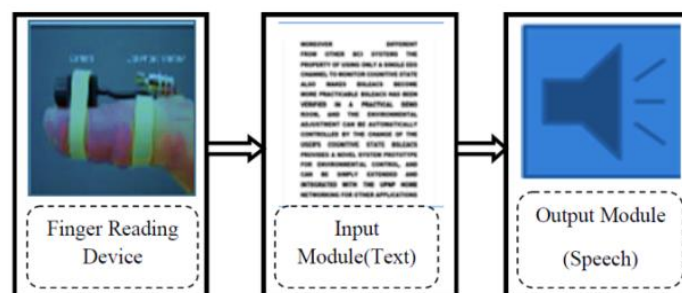 MOREOVER DIFFERENT
FROM OTHER BCI SYSTEMS THE
PROPERTY OF USING ONLY A SINGLE EEG
CHANNEL TO MONITOR COGNITIVE STATE
ALSO MAKES BSLEACS BECOME
MORE PRACTICABLE BSLEACS HAS BEEN
VERIFIED IN A PRACTICAL DEMO
ROOM, AND THE ENVIRONMENTAL
ADJUSTMENT CAN BE AUTOMATICALLY
CONTROLLED BY THE CHANGE OF THE
USER'S COGNITIVE STATE BSLEACS
PROVIDES A NOVEL SYSTEM PROTOTYPE
FOR ENVIRONMENTAL CONTROL, AND
CAN BE SIMPLY EXTENDED AND
INTEGRATED WITH THE UPNP HOME
NETWORKING FOR OTHER APPLICATIONS
Finger Reading
Device
Input
Module(Text)
Output Module
(Speech)